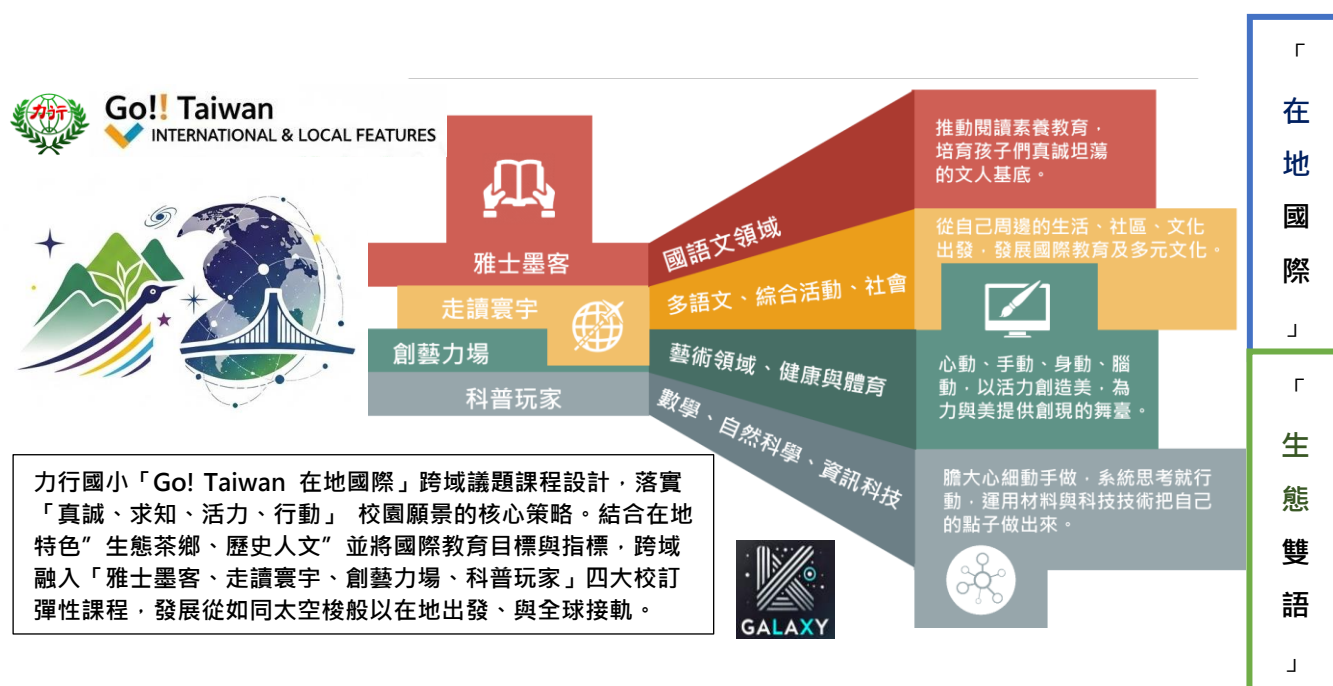 力行
Go!! Taiwan
INTERNATIONAL & LOCAL FEATURES
雅士墨客
走讀寰宇
創藝力場
科普玩家
國語文領域
多語文、綜合活動、社會
藝術領域、健康與體育
數學、自然科學、資訊科技
推動閱讀素養教育，
培育孩子們真誠坦蕩
的文人基底。
從自己周邊的生活、社區、文化
出發，發展國際教育及多元文化。
心動、手動、身動、腦
動，以活力創造美，為
力與美提供創現的舞臺。
膽大心細動手做，系統思考就行
動，運用材料與科技技術把自己
的點子做出來。
力行國小「Go! Taiwan 在地國際」跨域議題課程設計，落實
「真誠、求知、活力、行動」 校園願景的核心策略。結合在地
特色”生態茶鄉、歷史人文”並將國際教育目標與指標，跨域
融入「雅士墨客、走讀寰宇、創藝力場、科普玩家」四大校訂
彈性課程，發展從如同太空梭般以在地出發、與全球接軌。
K
GALAXY
「在地國際」
「生態雙語」